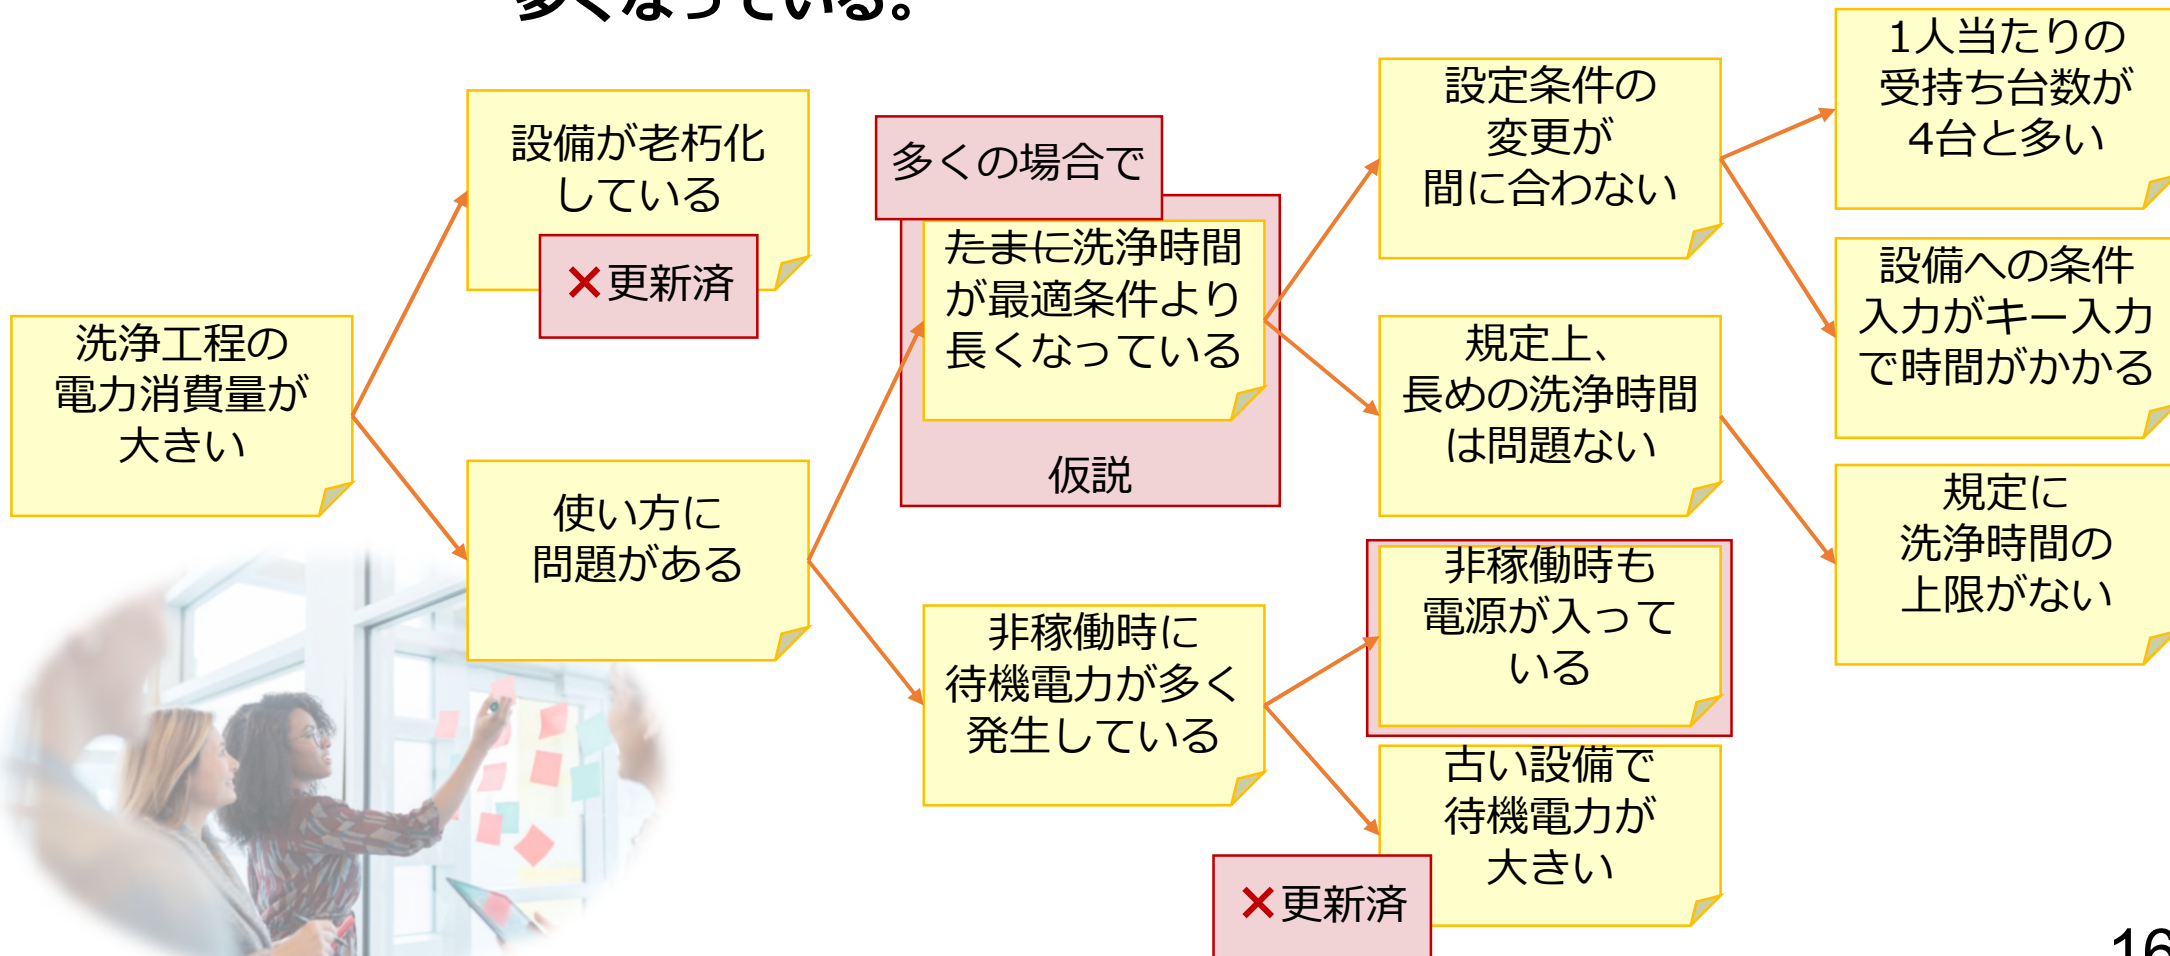 多くなっている。
洗浄工程の
電力消費量が
大きい
設備が老朽化
している
×更新済
使い方に
問題がある
多くの場合で
たまに洗浄時間
が最適条件より
長くなっている
仮説
非稼働時に
待機電力が多く
発生している
設定条件の
変更が
間に合わない
規定上、
長めの洗浄時間
は問題ない
非稼働時も
電源が入って
いる
古い設備で
待機電力が
大きい
×更新済
1人当たりの
受持ち台数が
4台と多い
設備への条件
入力がキー入力
で時間がかかる
規定に
洗浄時間の
上限がない
16